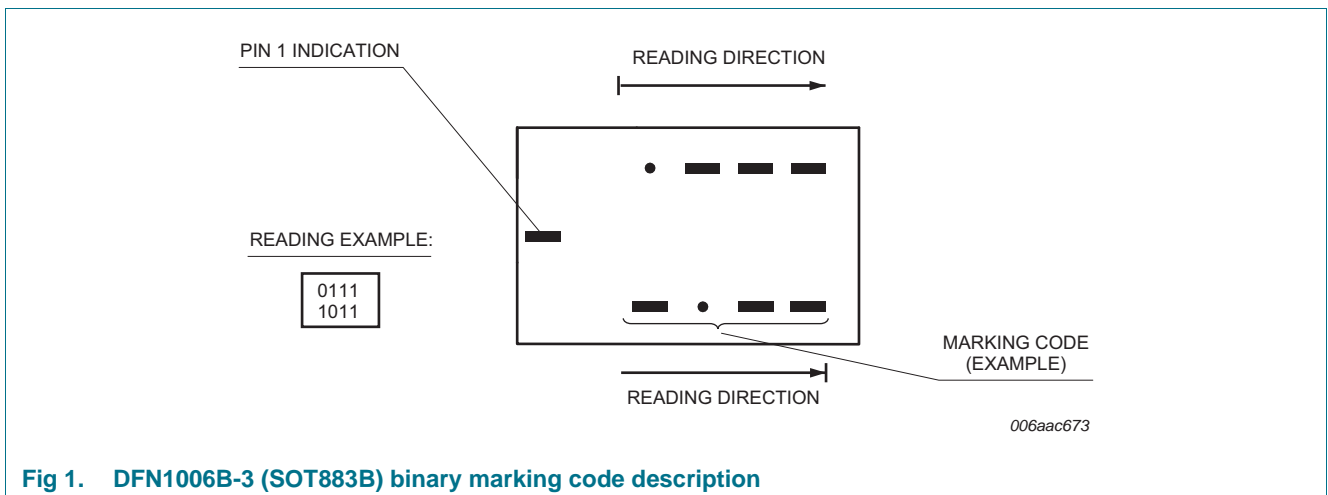 PIN 1 INDICATION
READING DIRECTION
READING EXAMPLE:
0111
1011
MARKING CODE
(EXAMPLE)
READING DIRECTION
006aac673
Fig 1. DFN1006B-3 (SOT883B) binary marking code description